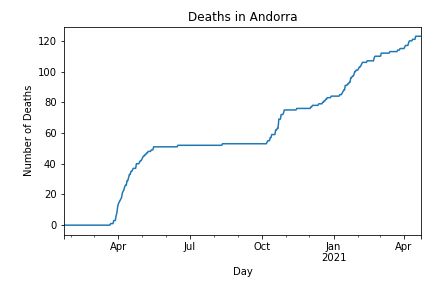 Deaths in Andorra
Number of Deaths
120
100
80
60
40
20
0
Apr
Jul
Oct
Jan
2021
Apr
Day